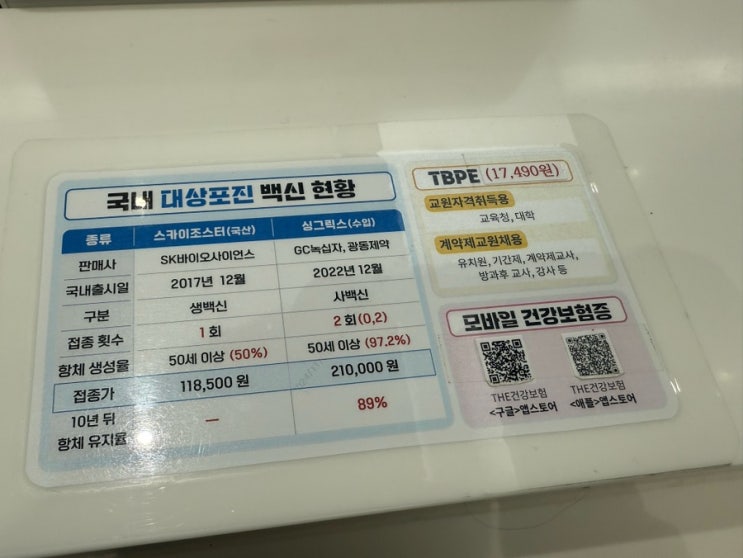 국내 대상포진 백신 현황
종류 스카이조스터(국산) 싱그릭스(수입)
판매사 SK바이오사이언스 GC녹십자, 광동제약
국내출시일 2017년 12월 2022년 12월
구분 생백신 사백신
접종 횟수 1회 2회(0,2)
항체 생성율 50세 이상 (50%) 50세 이상 (97.2%)
접종가 118,500 원 210,000 원
10년 뒤
항체 유지율 – 89%
TBPE (17,490원)
교원자격취득용
교육청, 대학
계약제교원채용
유치원, 기간제, 계약제교사,
방과후 교사, 강사 등
모바일 건강보험증
THE건강보험
<구글>앱스토어
THE건강보험
<애플>앱스토어